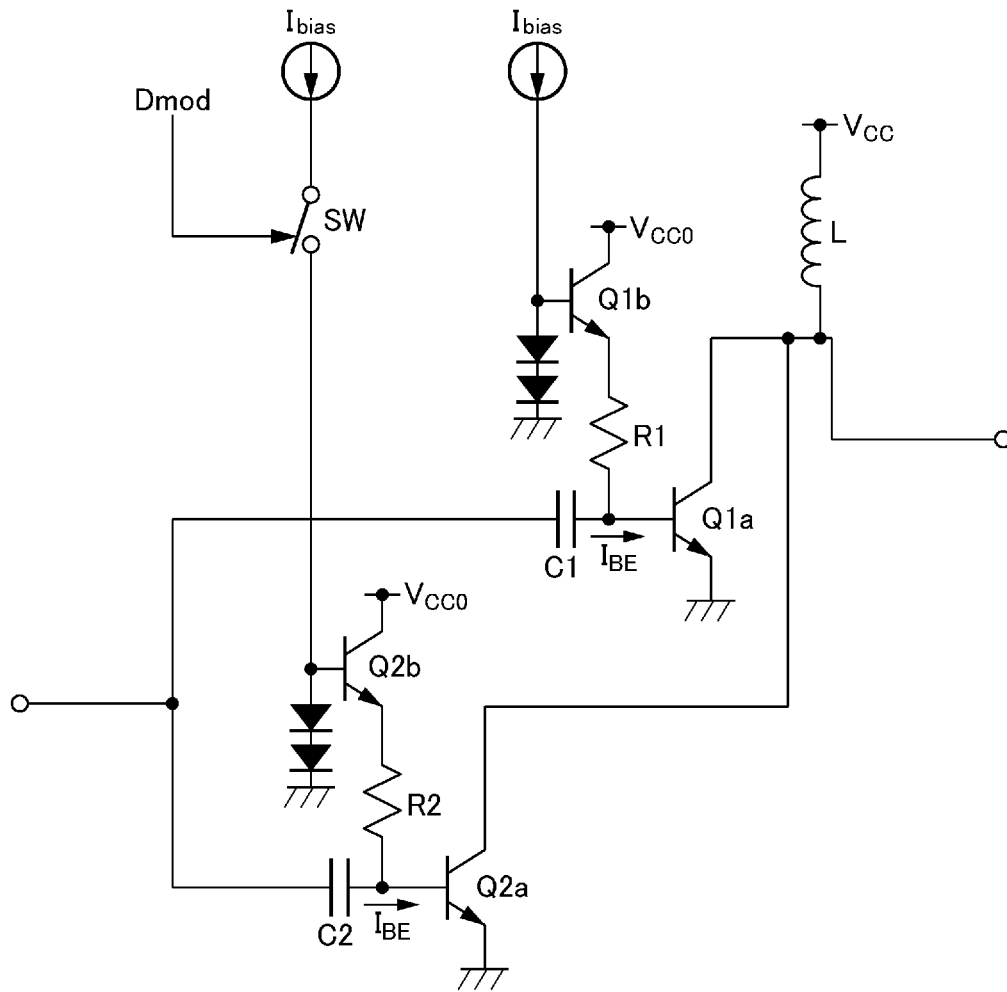 Ibias
Ibias
Dmod
VCC
SW
VCC0
L
Q1b
R1
Q1a
C1
IBE
VCC0
Q2b
R2
Q2a
C2
IBE